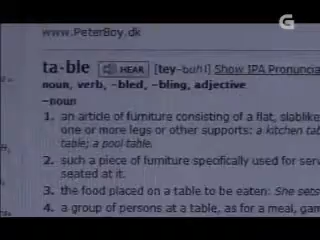 G
www.PeterBoy.dk
ta·ble HEAR [tey-buhl] Show IPA Pronuncia
noun, verb, -bled, -bling, adjective
–noun
1. an article of furniture consisting of a flat, slablike
one or more legs or other supports: a kitchen tab
table; a pool table.
2. such a piece of furniture specifically used for serv
seated at it.
3. the food placed on a table to be eaten: She sets
4. a group of persons at a table, as for a meal, gam